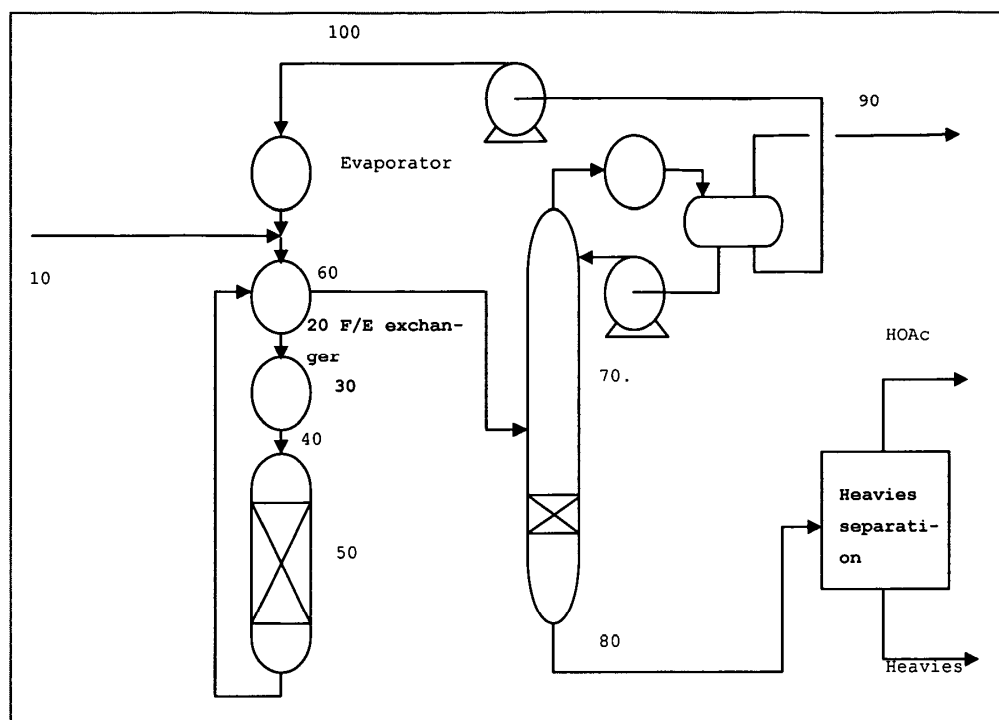 100
90
Evaporator
10
60
20 F/E exchan-
ger
30
HOAc
70.
40
Heavies
separati-
on
50
80
Heavies